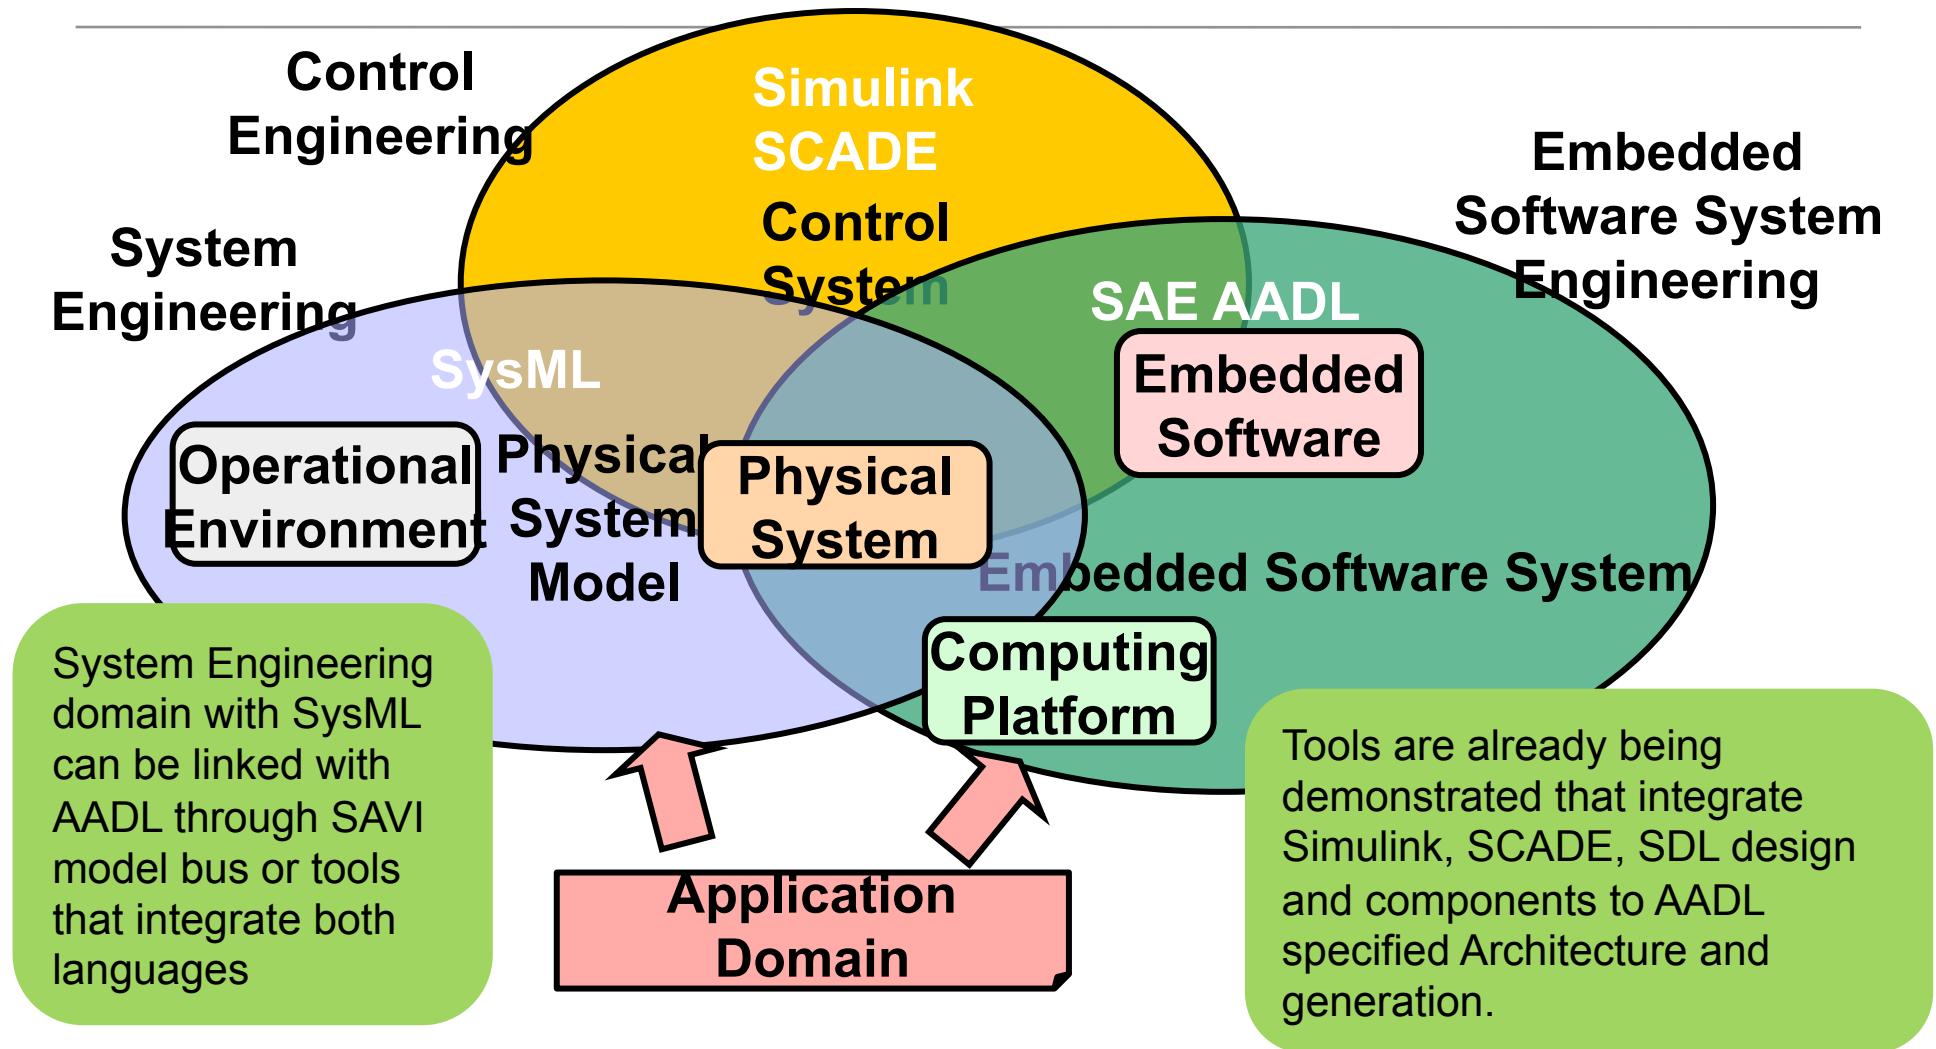 Control
Engineering
Simulink
SCADE
Control
System
Embedded
Software System
Engineering
System
Engineering
SysML
SAE AADL
Embedded
Software
Operational
Environment
Physical
System
Model
Physical
System
Embedded Software System
Computing
Platform
System Engineering
domain with SysML
can be linked with
AADL through SAVI
model bus or tools
that integrate both
languages
Application
Domain
Tools are already being
demonstrated that integrate
Simulink, SCADE, SDL design
and components to AADL
specified Architecture and
generation.